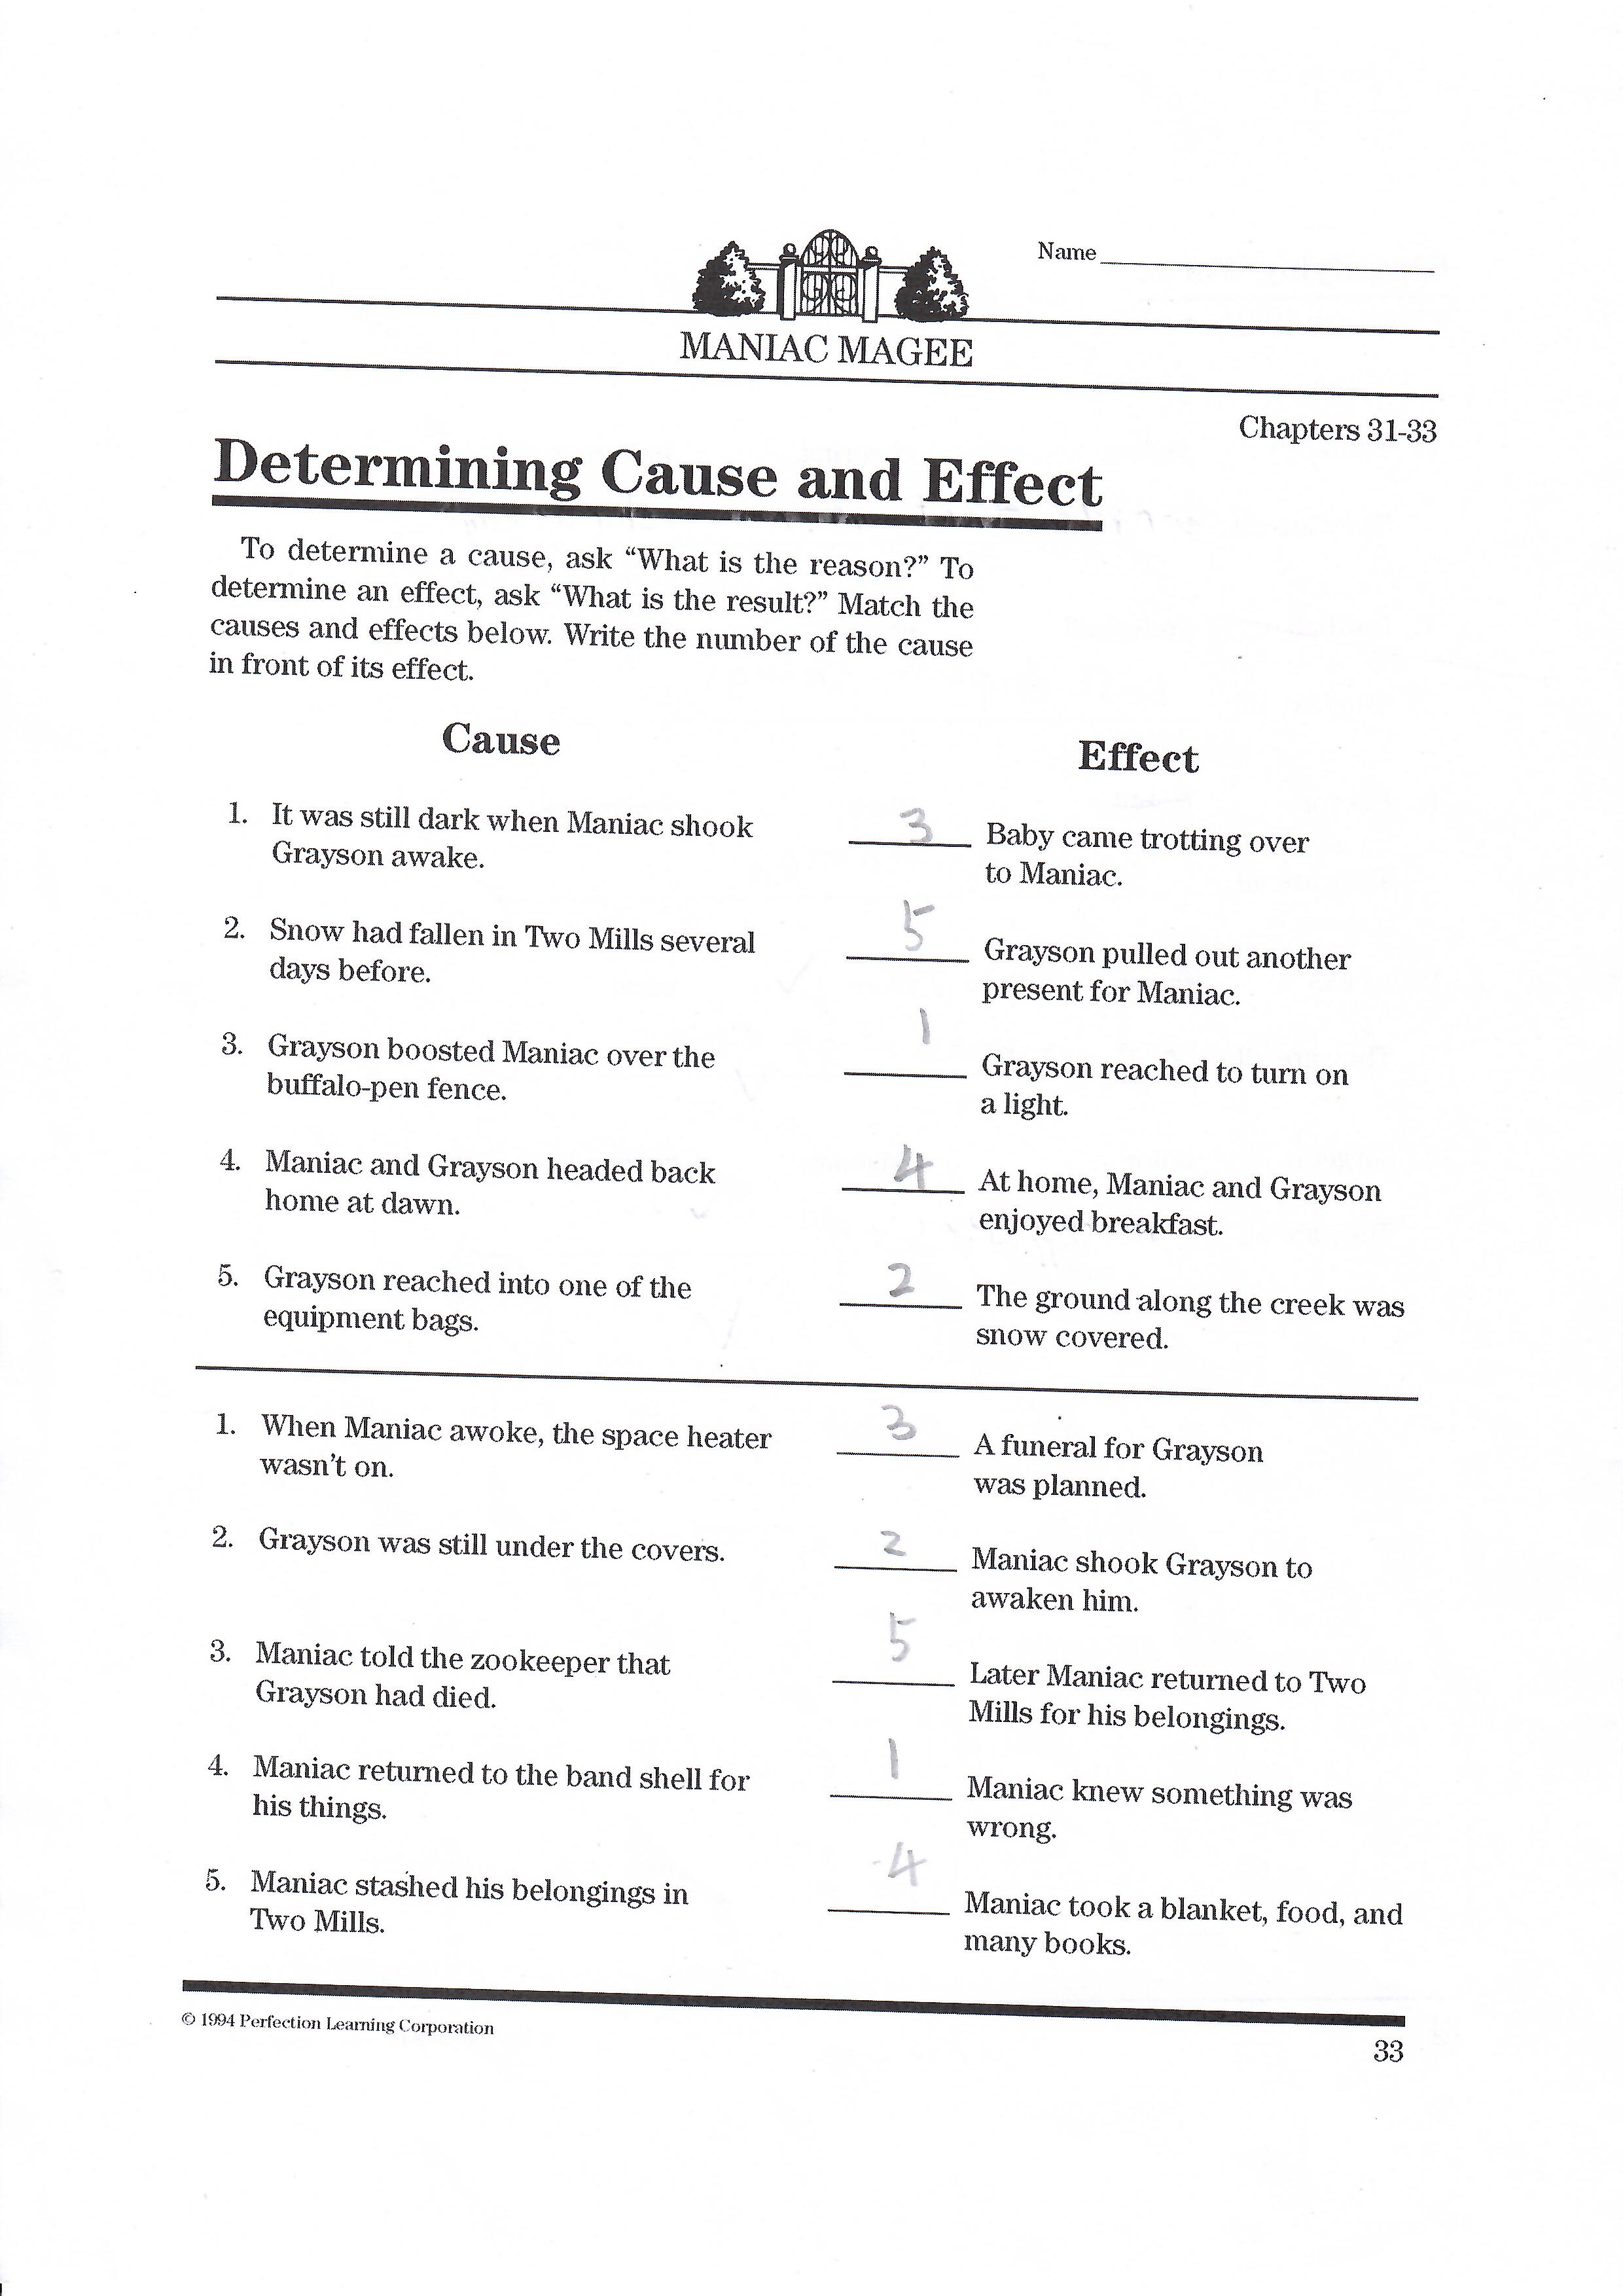 Name
MANIAC MAGEE
Chapters 31-33
Determining Cause and Effect
To determine a cause, ask “What is the reason?” To
determine an effect, ask “What is the result?” Match the
causes and effects below. Write the number of the cause
in front of its effect.
Cause
Effect
1. It was still dark when Maniac shook
Grayson awake.
3 Baby came trotting over
to Maniac.
2. Snow had fallen in Two Mills several
days before.
5 Grayson pulled out another
present for Maniac.
3. Grayson boosted Maniac over the
buffalo-pen fence.
1 Grayson reached to turn on
a light.
4. Maniac and Grayson headed back
home at dawn.
4 At home, Maniac and Grayson
enjoyed breakfast.
5. Grayson reached into one of the
equipment bags.
2 The ground along the creek was
snow covered.
1. When Maniac awoke, the space heater
wasn’t on.
3 A funeral for Grayson
was planned.
2. Grayson was still under the covers.
2 Maniac shook Grayson to
awaken him.
3. Maniac told the zookeeper that
Grayson had died.
5 Later Maniac returned to Two
Mills for his belongings.
4. Maniac returned to the band shell for
his things.
1 Maniac knew something was
wrong.
5. Maniac stashed his belongings in
Two Mills.
4 Maniac took a blanket, food, and
many books.
© 1994 Perfection Learning Corporation
33